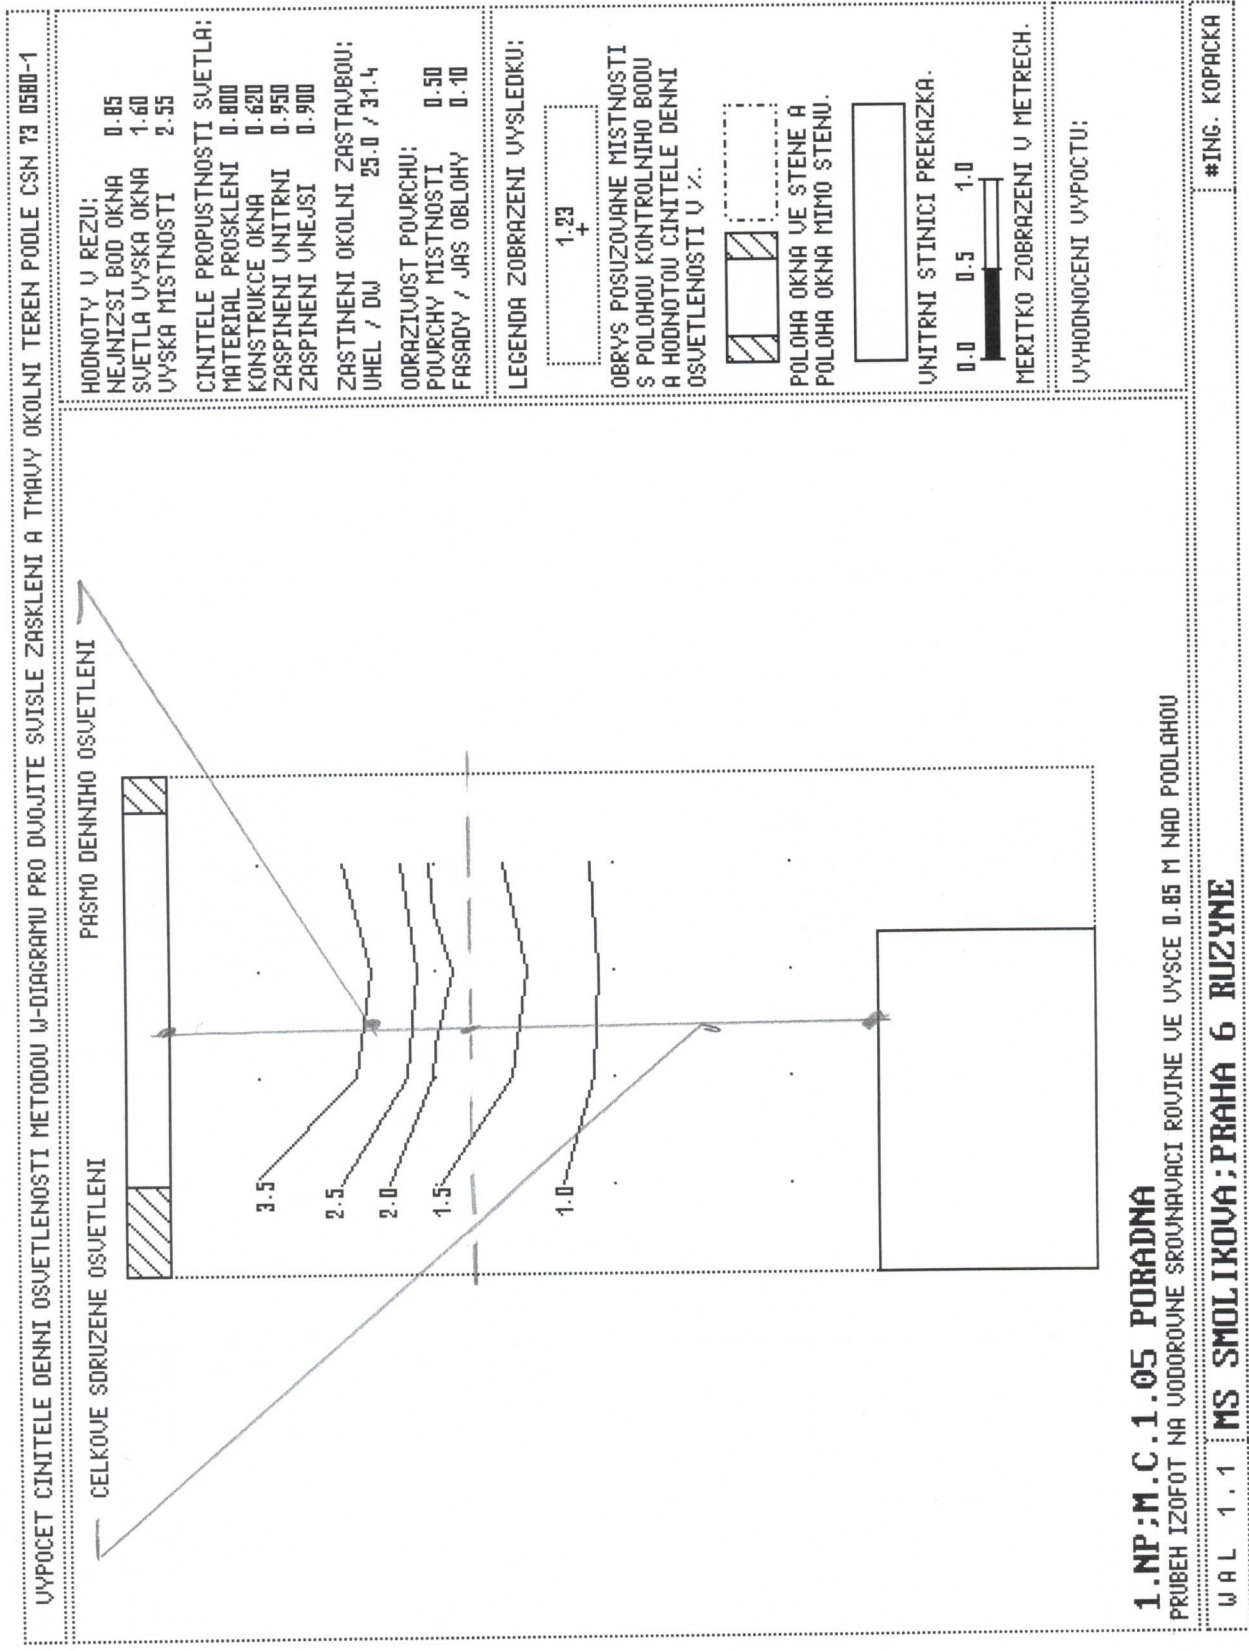 VYPOCET CINITELE DENNI OSVETLENOSTI METODOU W-DIAGRAMU PRO DVOJITE SVISLE ZASKLENI A TMAVY OKOLNI TEREN PODLE CSN 73 0580-1
CELKOVE SDRUZENE OSVETLENI
PASMO DENNIHO OSVETLENI
3.5
2.5
2.0
1.5
1.0
1.NP;M.C.1.05 PORADNA
PRUBEH IZOFOT NA VODOROVNE SROVNAVACI ROVINE VE VYSCE 0.85 M NAD PODLAHOU
HODNOTY V REZU:
NEJNIZSI BOD OKNA 0.85
SVETLA VYSKA OKNA 1.60
VYSKA MISTNOSTI 2.55
CINITELE PROPUSTNOSTI SVETLA:
MATERIAL PROSKLENI 0.800
KONSTRUKCE OKNA 0.620
ZASPINENI VNITRNI 0.950
ZASPINENI VNEJSI 0.900
ZASTINENI OKOLNI ZASTAVBOU:
UHEL / DW 25.0 / 31.4
ODRAZIVOST POVRCHU:
POVRCHY MISTNOSTI 0.50
FASADY / JAS OBLOHY 0.10
LEGENDA ZOBRAZENI VYSLEDKU:
1.23
+
OBRYS POSUZOVANE MISTNOSTI
S POLOHOU KONTROLNIHO BODU
A HODNOTOU CINITELE DENNI
OSVETLENOSTI V %.
POLOHA OKNA VE STENE A
POLOHA OKNA MIMO STENU.
VNITRNI STINICI PREKAZKA.
0.0 0.5 1.0
MERITKO ZOBRAZENI V METRECH.
VYHODNOCENI VYPOCTU:
WAL 1.1
MS SMOLIKOVA;PRAHA 6 RUZYNE
#ING. KOPACKA